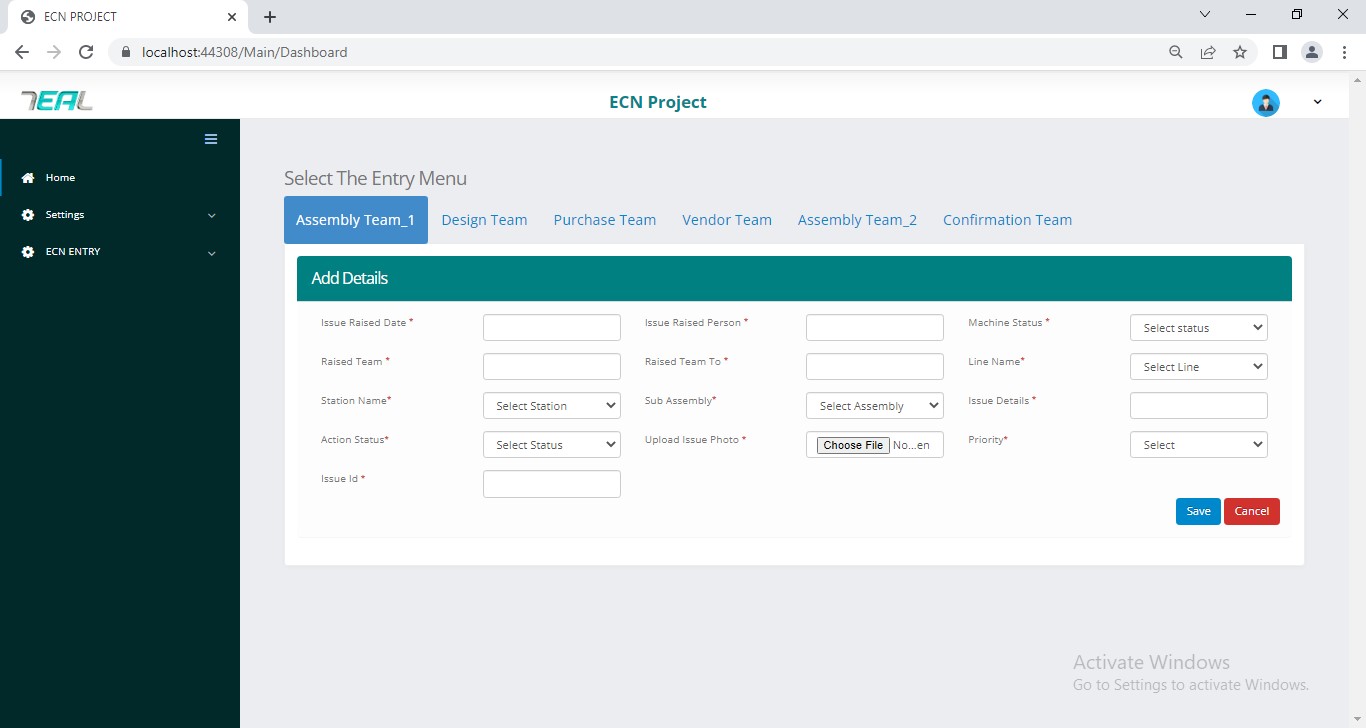 ECN PROJECT
localhost:44308/Main/Dashboard
TEAL
ECN Project
Home
Settings
ECN ENTRY
Select The Entry Menu
Assembly Team_1 Design Team Purchase Team Vendor Team Assembly Team_2 Confirmation Team
Add Details
Issue Raised Date * Issue Raised Person * Machine Status * Select status
Raised Team * Raised Team To * Line Name* Select Line
Station Name* Select Station Sub Assembly* Select Assembly Issue Details *
Action Status* Select Status Upload Issue Photo * Choose File No...en Priority* Select
Issue Id *
Save Cancel
Activate Windows
Go to Settings to activate Windows.